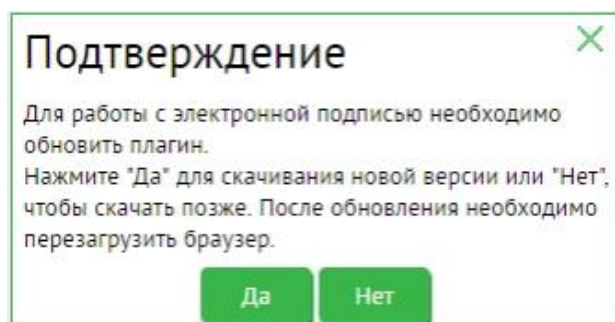 Подтверждение
Для работы с электронной подписью необходимо
обновить плагин.
Нажмите "Да" для скачивания новой версии или "Нет",
чтобы скачать позже. После обновления необходимо
перезагрузить браузер.
Да Нет